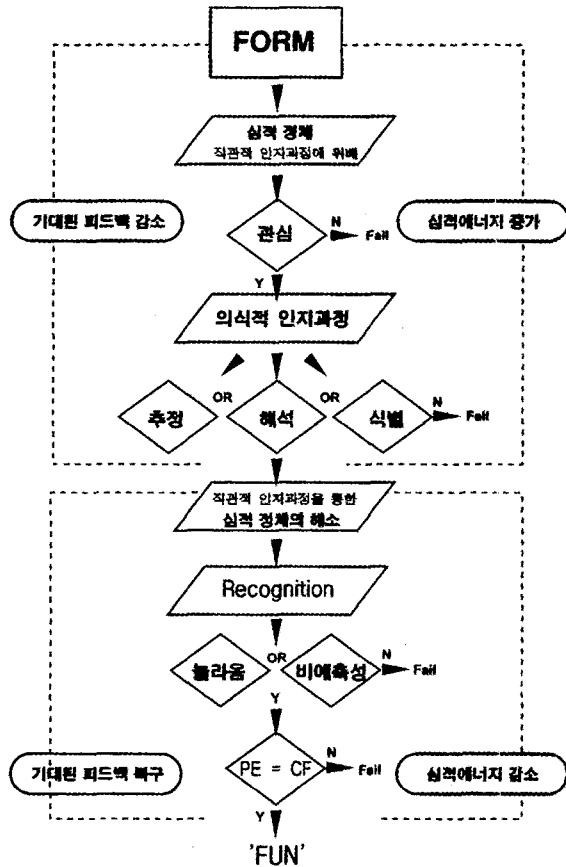 FORM
심적 정체
직관적 인지과정에 위배
기대된 피드백 감소
심적에너지 증가
관심
N
Fail
Y
의식적 인지과정
추정
OR
해석
OR
식별
N
Fail
직관적 인지과정을 통한
심적 정체의 해소
Recognition
놀라움
OR
비예측성
N
Fail
Y
기대된 피드백 복구
PE = CF
N
Fail
심적에너지 감소
Y
'FUN'